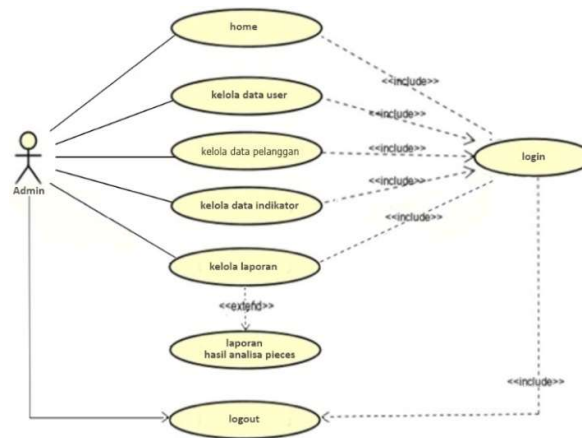 home
<<include>>
kelola data user
<<include>>
kelola data pelanggan
<<include>>
login
Admin
kelola data indikator
<<include>>
<<include>>
kelola laporan
<<extend>>
laporan
hasil analisa pieces
<<include>>
logout